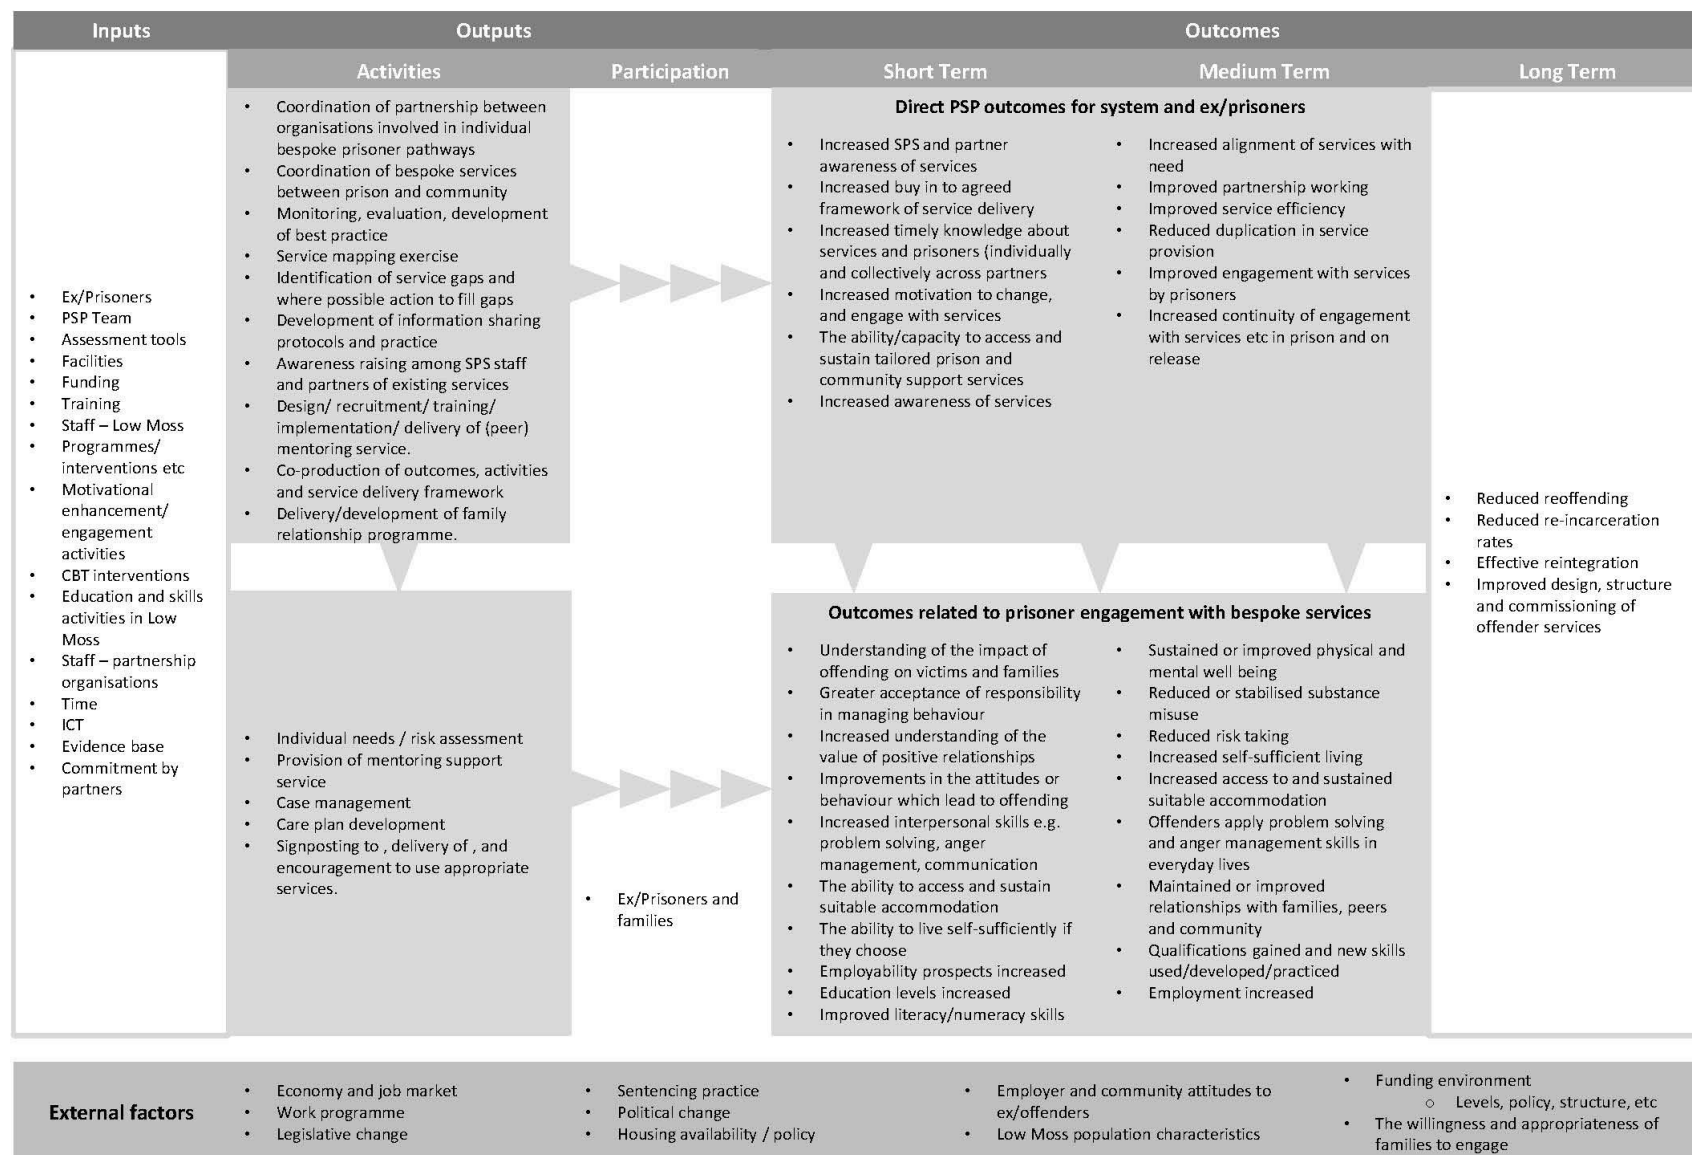 Inputs
Outputs
Outcomes
Activities
Participation
Short Term
Medium Term
Long Term
• Ex/Prisoners
• PSP Team
• Assessment tools
• Facilities
• Funding
• Training
• Staff – Low Moss
• Programmes/
interventions etc
• Motivational
enhancement/
engagement
activities
• CBT interventions
• Education and skills
activities in Low
Moss
• Staff – partnership
organisations
• Time
• ICT
• Evidence base
• Commitment by
partners
• Coordination of partnership between
organisations involved in individual
bespoke prisoner pathways
• Coordination of bespoke services
between prison and community
• Monitoring, evaluation, development
of best practice
• Service mapping exercise
• Identification of service gaps and
where possible action to fill gaps
• Development of information sharing
protocols and practice
• Awareness raising among SPS staff
and partners of existing services
• Design/ recruitment/ training/
implementation/ delivery of (peer)
mentoring service.
• Co-production of outcomes, activities
and service delivery framework
• Delivery/development of family
relationship programme.
• Individual needs / risk assessment
• Provision of mentoring support
service
• Case management
• Care plan development
• Signposting to , delivery of , and
encouragement to use appropriate
services.
• Ex/Prisoners and
families
Direct PSP outcomes for system and ex/prisoners
• Increased SPS and partner
awareness of services
• Increased buy in to agreed
framework of service delivery
• Increased timely knowledge about
services and prisoners (individually
and collectively across partners
• Increased motivation to change,
and engage with services
• The ability/capacity to access and
sustain tailored prison and
community support services
• Increased awareness of services
• Increased alignment of services with
need
• Improved partnership working
• Improved service efficiency
• Reduced duplication in service
provision
• Improved engagement with services
by prisoners
• Increased continuity of engagement
with services etc in prison and on
release
Outcomes related to prisoner engagement with bespoke services
• Understanding of the impact of
offending on victims and families
• Greater acceptance of responsibility
in managing behaviour
• Increased understanding of the
value of positive relationships
• Improvements in the attitudes or
behaviour which lead to offending
• Increased interpersonal skills e.g.
problem solving, anger
management, communication
• The ability to access and sustain
suitable accommodation
• The ability to live self-sufficiently if
they choose
• Employability prospects increased
• Education levels increased
• Improved literacy/numeracy skills
• Sustained or improved physical and
mental well being
• Reduced or stabilised substance
misuse
• Reduced risk taking
• Increased self-sufficient living
• Increased access to and sustained
suitable accommodation
• Offenders apply problem solving
and anger management skills in
everyday lives
• Maintained or improved
relationships with families, peers
and community
• Qualifications gained and new skills
used/developed/practiced
• Employment increased
• Reduced reoffending
• Reduced re-incarceration
rates
• Effective reintegration
• Improved design, structure
and commissioning of
offender services
External factors
• Economy and job market
• Work programme
• Legislative change
• Sentencing practice
• Political change
• Housing availability / policy
• Employer and community attitudes to
ex/offenders
• Low Moss population characteristics
• Funding environment
o Levels, policy, structure, etc
• The willingness and appropriateness of
families to engage